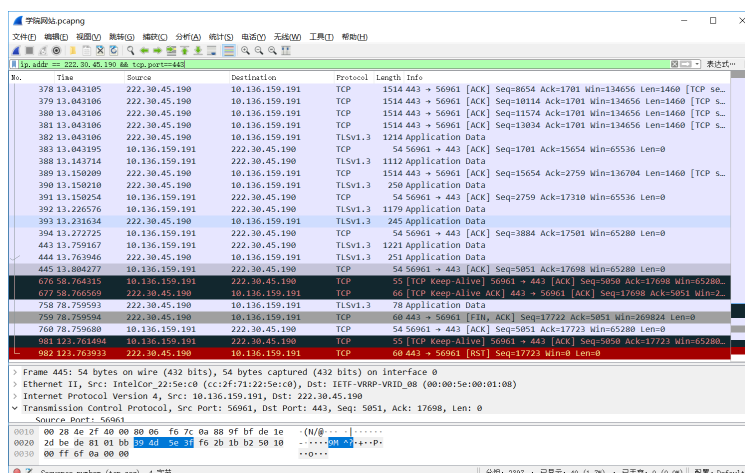 学院网站.pcapng
文件(F) 编辑(E) 视图(V) 跳转(G) 捕获(C) 分析(A) 统计(S) 电话(Y) 无线(W) 工具(T) 帮助(H)
ip.addr == 222.30.45.190 && tcp.port==443 表达式…
No. Time Source Destination Protocol Length Info
378 13.043105 222.30.45.190 10.136.159.191 TCP 1514 443 → 56961 [ACK] Seq=8654 Ack=1701 Win=134656 Len=1460 [TCP se…
379 13.043106 222.30.45.190 10.136.159.191 TCP 1514 443 → 56961 [ACK] Seq=10114 Ack=1701 Win=134656 Len=1460 [TCP s…
380 13.043106 222.30.45.190 10.136.159.191 TCP 1514 443 → 56961 [ACK] Seq=11574 Ack=1701 Win=134656 Len=1460 [TCP s…
381 13.043106 222.30.45.190 10.136.159.191 TCP 1514 443 → 56961 [ACK] Seq=13034 Ack=1701 Win=134656 Len=1460 [TCP s…
382 13.043106 222.30.45.190 10.136.159.191 TLSv1.3 1214 Application Data
383 13.043195 10.136.159.191 222.30.45.190 TCP 54 56961 → 443 [ACK] Seq=1701 Ack=15654 Win=65536 Len=0
388 13.143714 10.136.159.191 222.30.45.190 TLSv1.3 1112 Application Data
389 13.150209 222.30.45.190 10.136.159.191 TCP 1514 443 → 56961 [ACK] Seq=15654 Ack=2759 Win=136704 Len=1460 [TCP s…
390 13.150210 222.30.45.190 10.136.159.191 TLSv1.3 250 Application Data
391 13.150254 10.136.159.191 222.30.45.190 TCP 54 56961 → 443 [ACK] Seq=2759 Ack=17310 Win=65536 Len=0
392 13.226576 10.136.159.191 222.30.45.190 TLSv1.3 1179 Application Data
393 13.231634 222.30.45.190 10.136.159.191 TLSv1.3 245 Application Data
394 13.272725 10.136.159.191 222.30.45.190 TCP 54 56961 → 443 [ACK] Seq=3884 Ack=17501 Win=65280 Len=0
443 13.759167 10.136.159.191 222.30.45.190 TLSv1.3 1221 Application Data
444 13.763946 222.30.45.190 10.136.159.191 TLSv1.3 251 Application Data
445 13.804277 10.136.159.191 222.30.45.190 TCP 54 56961 → 443 [ACK] Seq=5051 Ack=17698 Win=65280 Len=0
676 58.764315 10.136.159.191 222.30.45.190 TCP 55 [TCP Keep-Alive] 56961 → 443 [ACK] Seq=5050 Ack=17698 Win=65280…
677 58.766569 222.30.45.190 10.136.159.191 TCP 66 [TCP Keep-Alive ACK] 443 → 56961 [ACK] Seq=17698 Ack=5051 Win=2…
758 78.759593 222.30.45.190 10.136.159.191 TLSv1.3 78 Application Data
759 78.759594 222.30.45.190 10.136.159.191 TCP 60 443 → 56961 [FIN, ACK] Seq=17722 Ack=5051 Win=269824 Len=0
760 78.759680 10.136.159.191 222.30.45.190 TCP 54 56961 → 443 [ACK] Seq=5051 Ack=17723 Win=65280 Len=0
981 123.761494 10.136.159.191 222.30.45.190 TCP 55 [TCP Keep-Alive] 56961 → 443 [ACK] Seq=5050 Ack=17723 Win=65280…
982 123.763933 222.30.45.190 10.136.159.191 TCP 60 443 → 56961 [RST] Seq=17723 Win=0 Len=0
Frame 445: 54 bytes on wire (432 bits), 54 bytes captured (432 bits) on interface 0
Ethernet II, Src: IntelCor_22:5e:c0 (cc:2f:71:22:5e:c0), Dst: IETF-VRRP-VRID_08 (00:00:5e:00:01:08)
Internet Protocol Version 4, Src: 10.136.159.191, Dst: 222.30.45.190
Transmission Control Protocol, Src Port: 56961, Dst Port: 443, Seq: 5051, Ack: 17698, Len: 0
Source Port: 56961
0010 00 28 4e 2f 40 00 80 06 f6 7c 0a 88 9f bf de 1e ·(N/@··· ·|······
0020 2d be de 81 01 bb 39 4d 5e 3f f6 2b 1b b2 50 10 -·····9M ^?·+··P·
0030 00 ff 6f 0a 00 00 ··o···